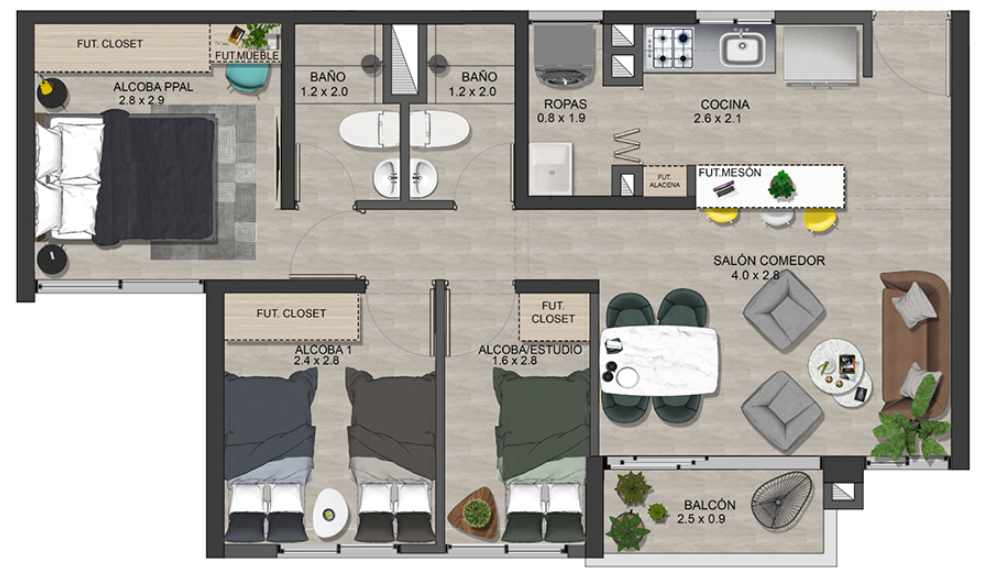 FUT. CLOSET
FUT.MUEBLE
ALCOBA PPAL
2.8 x 2.9
BAÑO
1.2 x 2.0
BAÑO
1.2 x 2.0
ROPAS
0.8 x 1.9
COCINA
2.6 x 2.1
FUT.
ALACENA
FUT.MESÓN
SALÓN COMEDOR
4.0 x 2.8
FUT. CLOSET
ALCOBA 1
2.4 x 2.8
FUT.
CLOSET
ALCOBA/ESTUDIO
1.6 x 2.8
BALCÓN
2.5 x 0.9